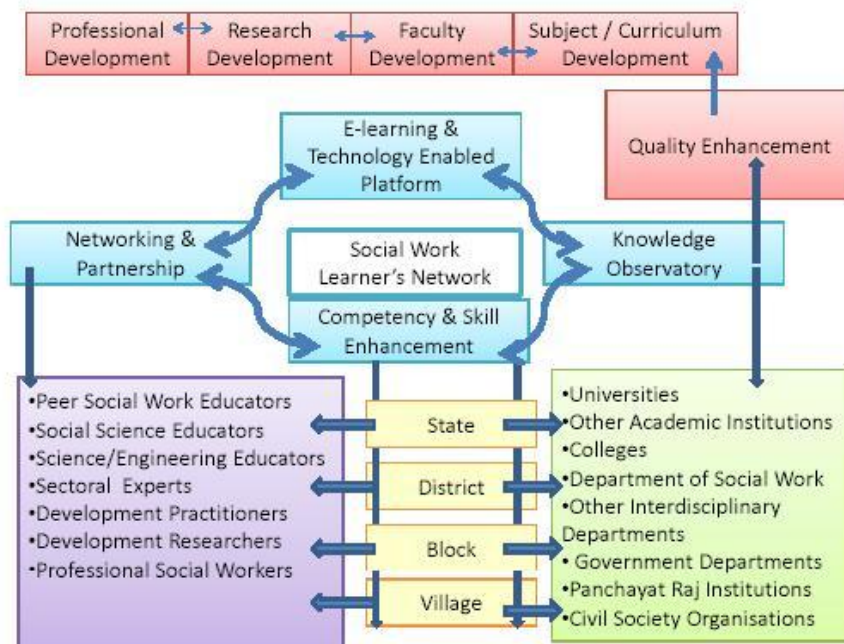 Professional
Development
Research
Development
Faculty
Development
Subject / Curriculum
Development
E-learning &
Technology Enabled
Platform
Quality Enhancement
Networking &
Partnership
Social Work
Learner's Network
Knowledge
Observatory
Competency & Skill
Enhancement
•Peer Social Work Educators
•Social Science Educators
•Science/Engineering Educators
•Sectoral Experts
•Development Practitioners
•Development Researchers
•Professional Social Workers
State
District
Block
Village
•Universities
•Other Academic Institutions
•Colleges
•Department of Social Work
•Other Interdisciplinary
Departments
• Government Departments
•Panchayat Raj Institutions
•Civil Society Organisations